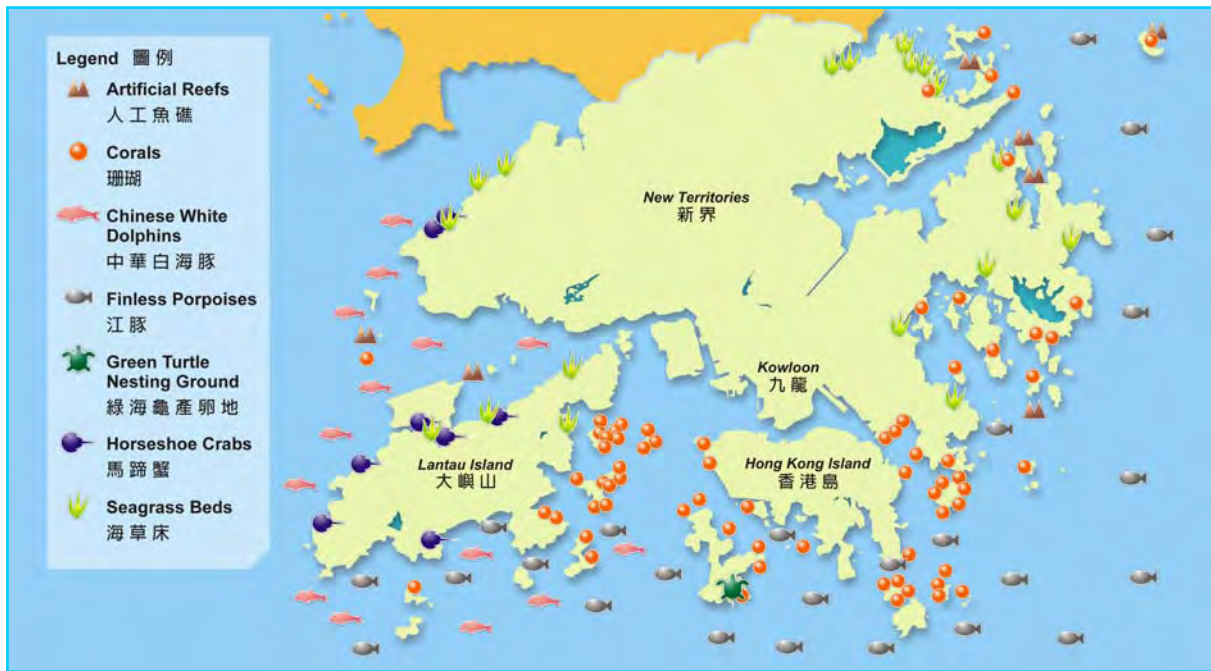 Legend 圖例
Artificial Reefs
人工魚礁
Corals
珊瑚
Chinese White
Dolphins
中華白海豚
Finless Porpoises
江豚
Green Turtle
Nesting Ground
綠海龜產卵地
Horseshoe Crabs
馬蹄蟹
Seagrass Beds
海草床
New Territories
新界
Kowloon
九龍
Lantau Island
大嶼山
Hong Kong Island
香港島